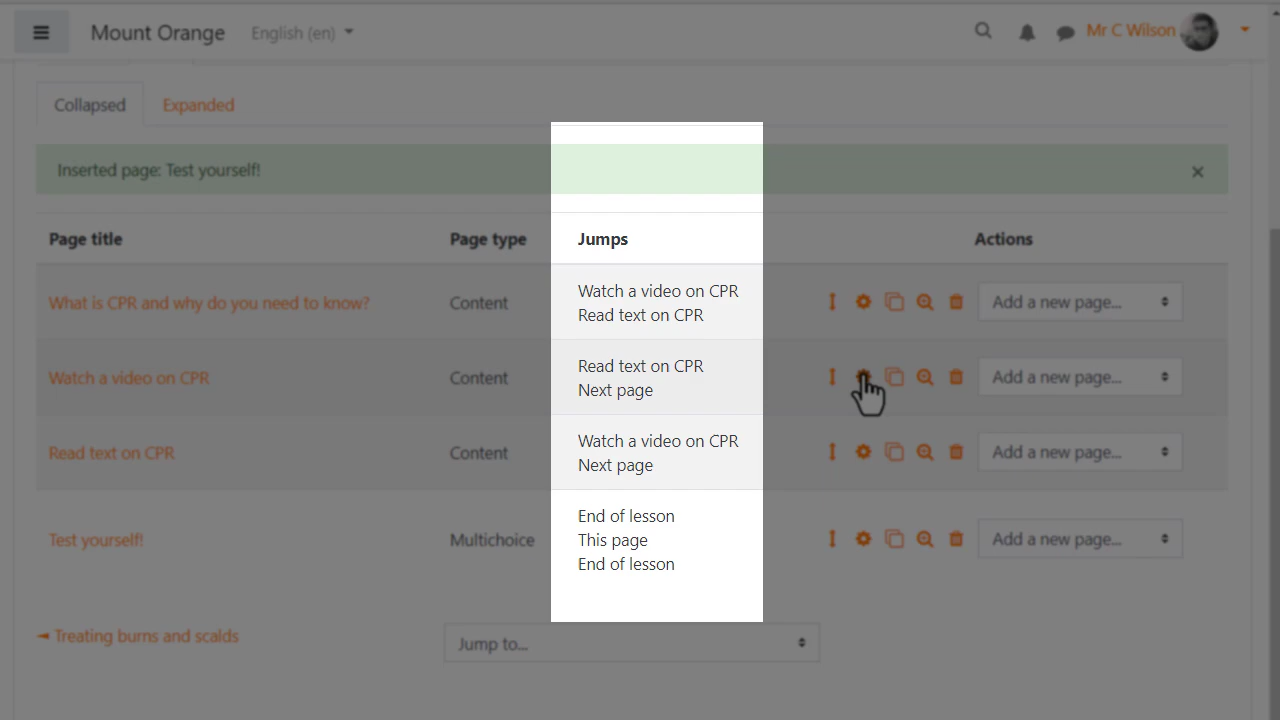 Mount Orange English (en) Mr C Wilson
Collapsed Expanded
Inserted page: Test yourself! ×
Page title Page type Jumps Actions
What is CPR and why do you need to know? Content Watch a video on CPR Add a new page...
Read text on CPR
Watch a video on CPR Content Read text on CPR Add a new page...
Next page
Read text on CPR Content Watch a video on CPR Add a new page...
Next page
End of lesson
Test yourself! Multichoice This page Add a new page...
End of lesson
◄ Treating burns and scalds Jump to...